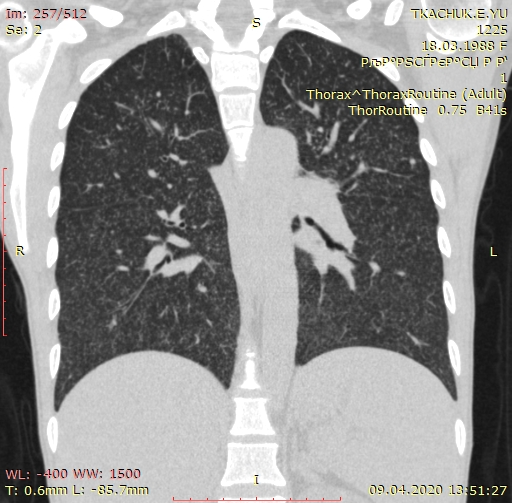 Im: 257/512
Se: 2
S
TKACHUK.E.YU
1225
18.03.1988 F
1
Thorax^ThoraxRoutine (Adult)
ThorRoutine 0.75 B41s
R
L
WL: -400 WW: 1500
T: 0.6mm L: -85.7mm
I
09.04.2020 13:51:27